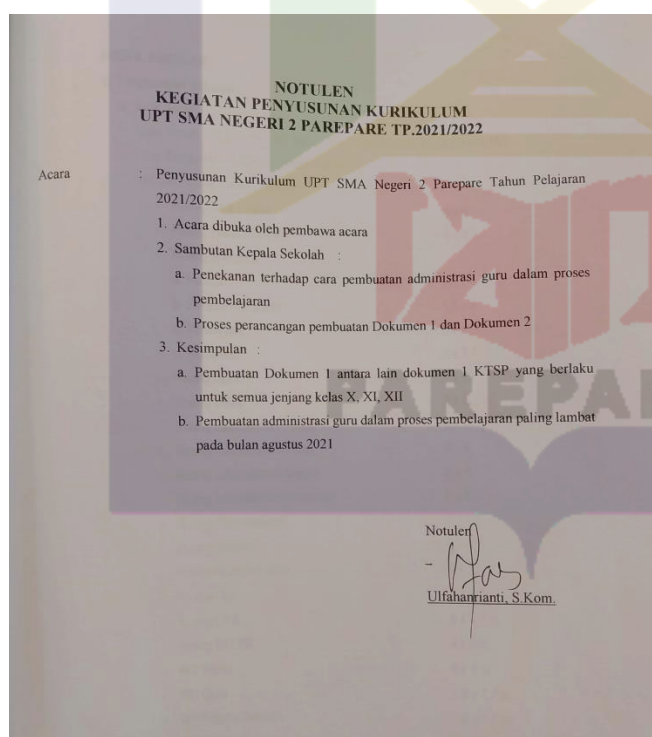 NOTULEN
KEGIATAN PENYUSUNAN KURIKULUM
UPT SMA NEGERI 2 PAREPARE TP.2021/2022
Acara : Penyusunan Kurikulum UPT SMA Negeri 2 Parepare Tahun Pelajaran
2021/2022
1. Acara dibuka oleh pembawa acara
2. Sambutan Kepala Sekolah :
a. Penekanan terhadap cara pembuatan administrasi guru dalam proses
pembelajaran
b. Proses perancangan pembuatan Dokumen 1 dan Dokumen 2
3. Kesimpulan :
a. Pembuatan Dokumen 1 antara lain dokumen 1 KTSP yang berlaku
untuk semua jenjang kelas X, XI, XII
b. Pembuatan administrasi guru dalam proses pembelajaran paling lambat
pada bulan agustus 2021
PAREPA
Notulen
Ulfahanrianti, S.Kom.